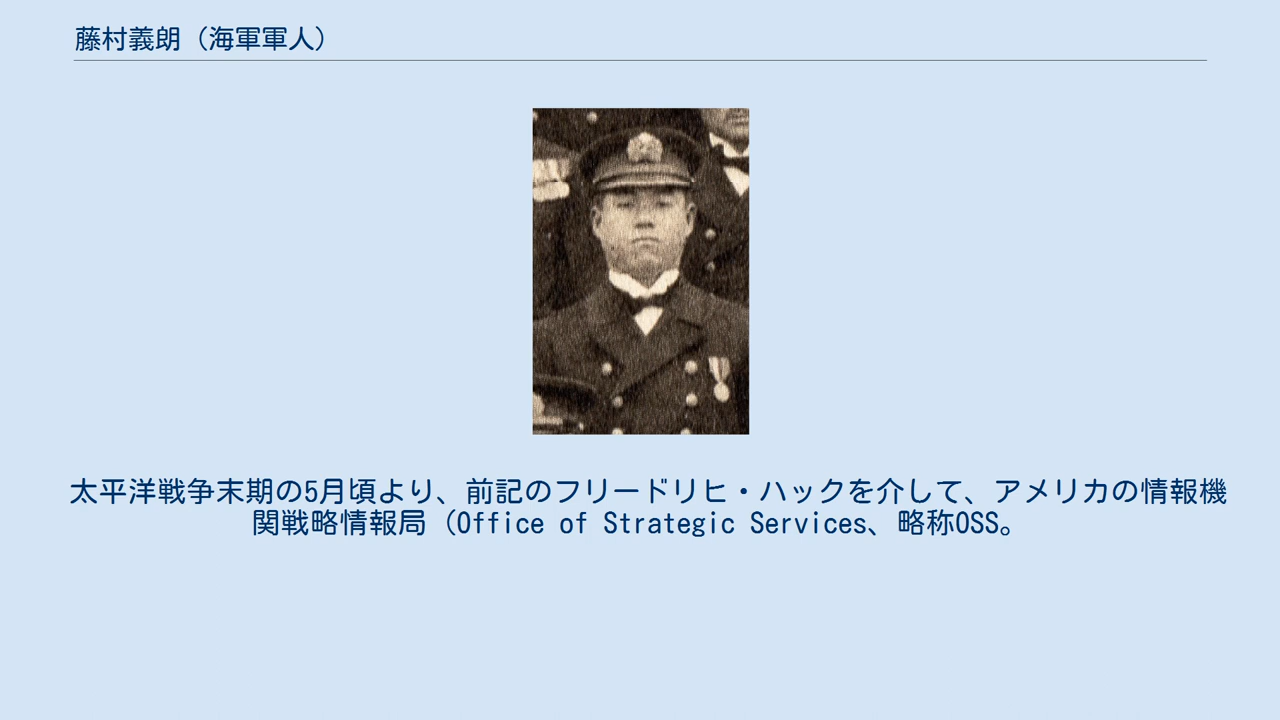 藤村義朗（海軍軍人）
太平洋戦争末期の5月頃より、前記のフリードリヒ・ハックを介して、アメリカの情報機
関戦略情報局（Office of Strategic Services、略称OSS。